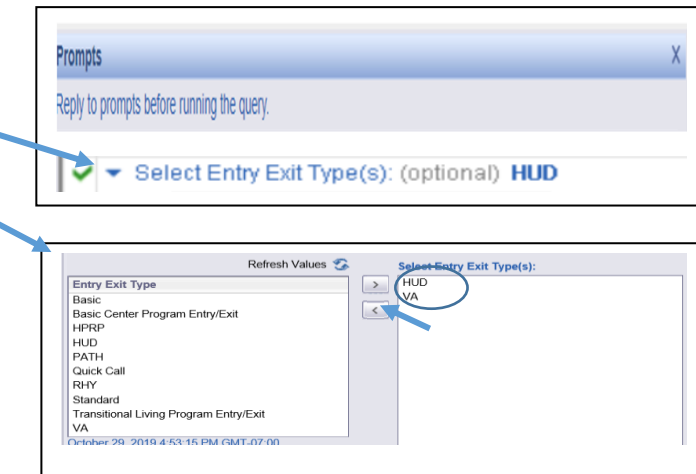 Prompts X
Reply to prompts before running the query.
Select Entry Exit Type(s): (optional) HUD
Refresh Values
Entry Exit Type
Basic
Basic Center Program Entry/Exit
HPRP
HUD
PATH
Quick Call
RHY
Standard
Transitional Living Program Entry/Exit
VA
October 29, 2019 4:53:15 PM GMT-07:00
>
<
Select Entry Exit Type(s):
HUD
VA